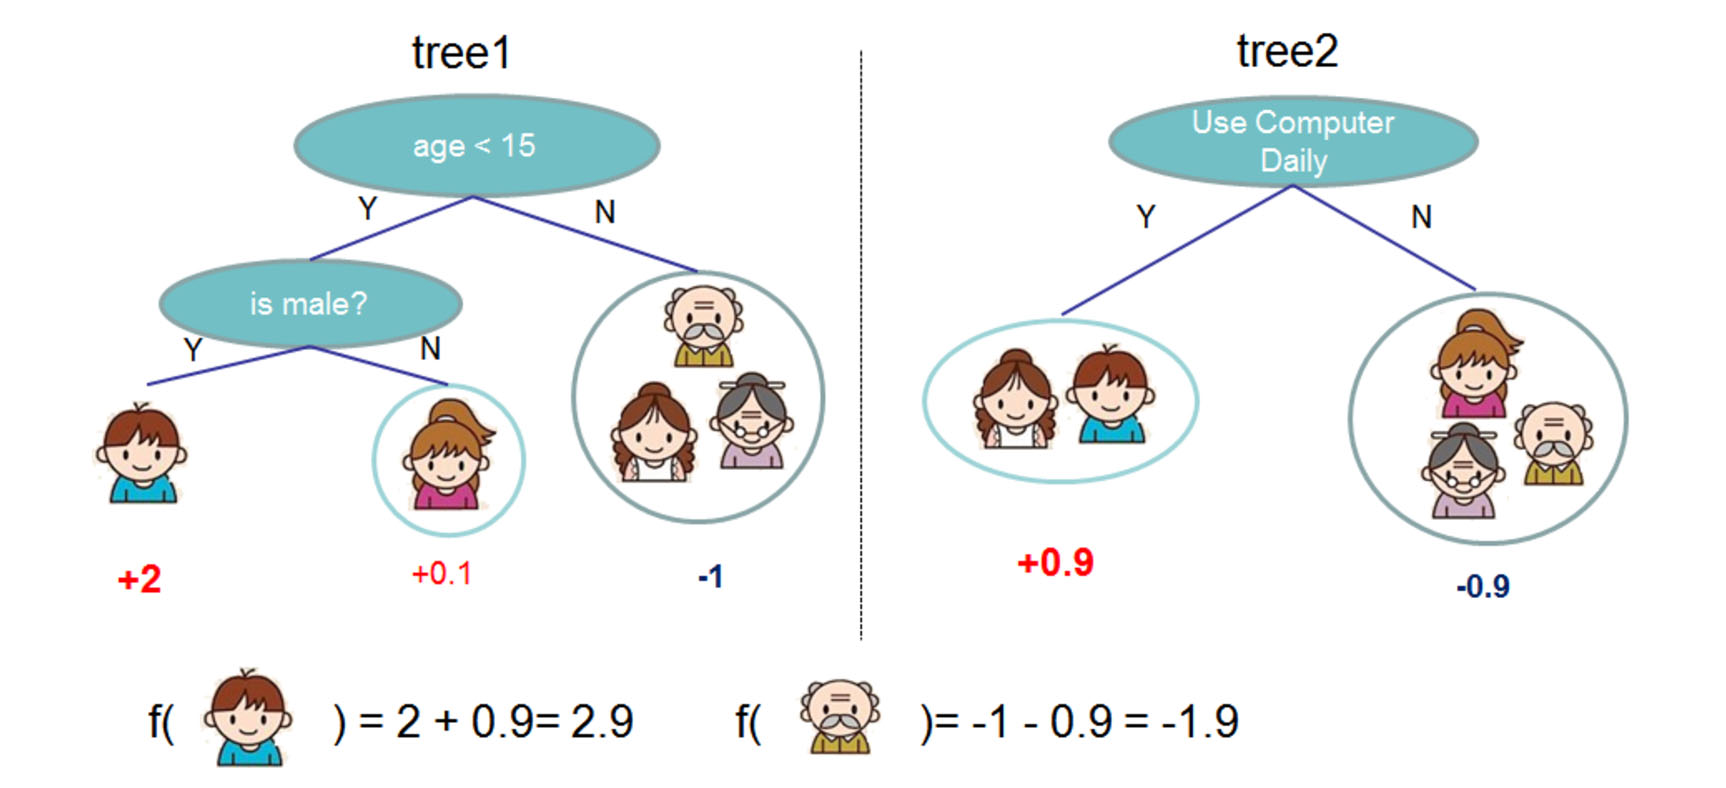 tree1
age < 15
Y
N
is male?
Y
N
+2
+0.1
-1
tree2
Use Computer
Daily
Y
N
+0.9
-0.9
f( ) = 2 + 0.9= 2.9
f( )= -1 - 0.9 = -1.9